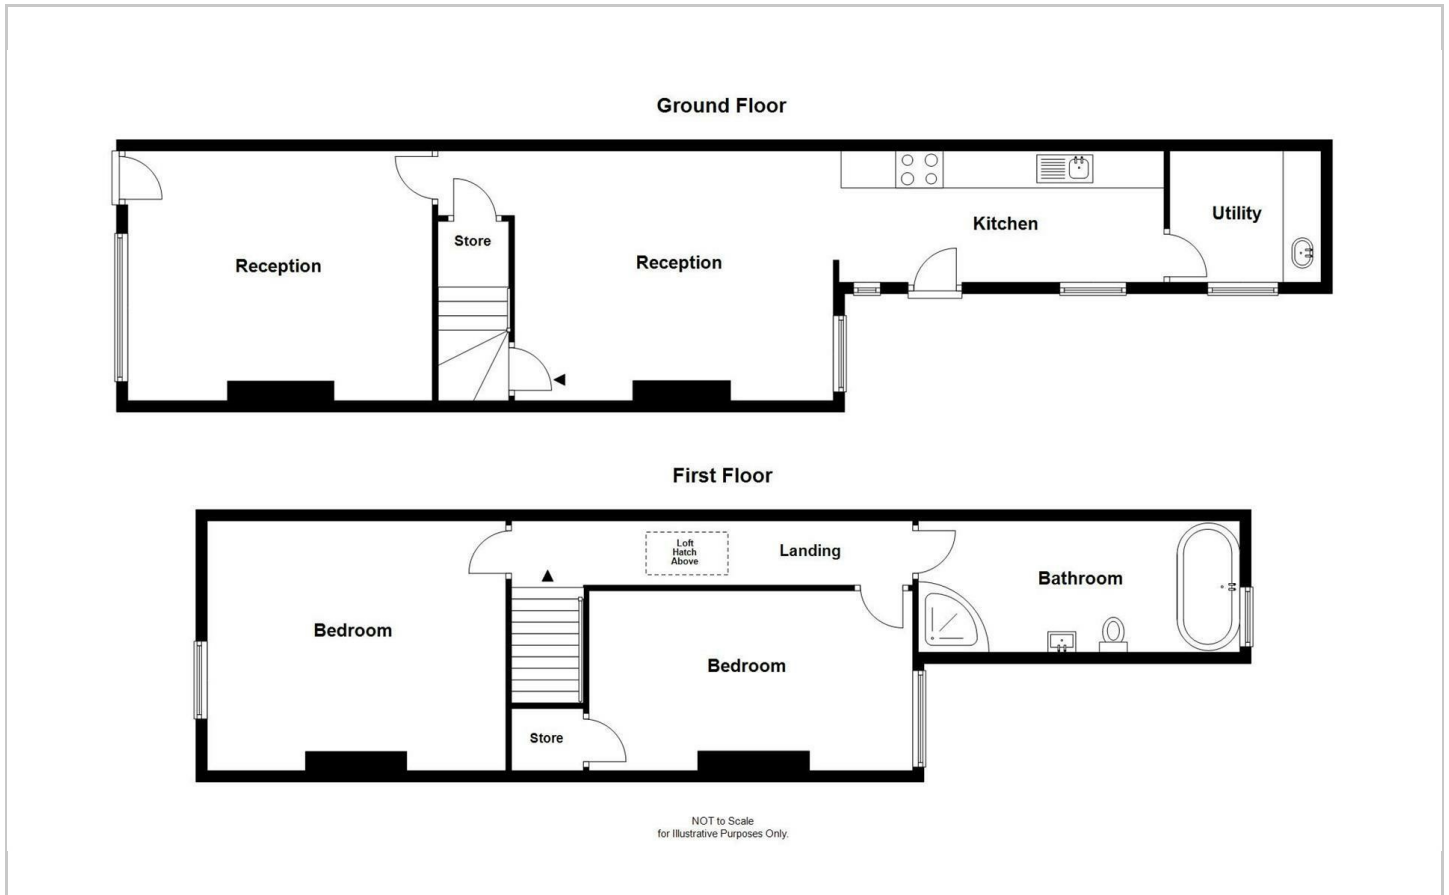 Ground Floor
Reception
Store
Reception
Kitchen
Utility
First Floor
Bedroom
Loft
Hatch
Above
Landing
Bathroom
Bedroom
Store
NOT to Scale
for Illustrative Purposes Only.